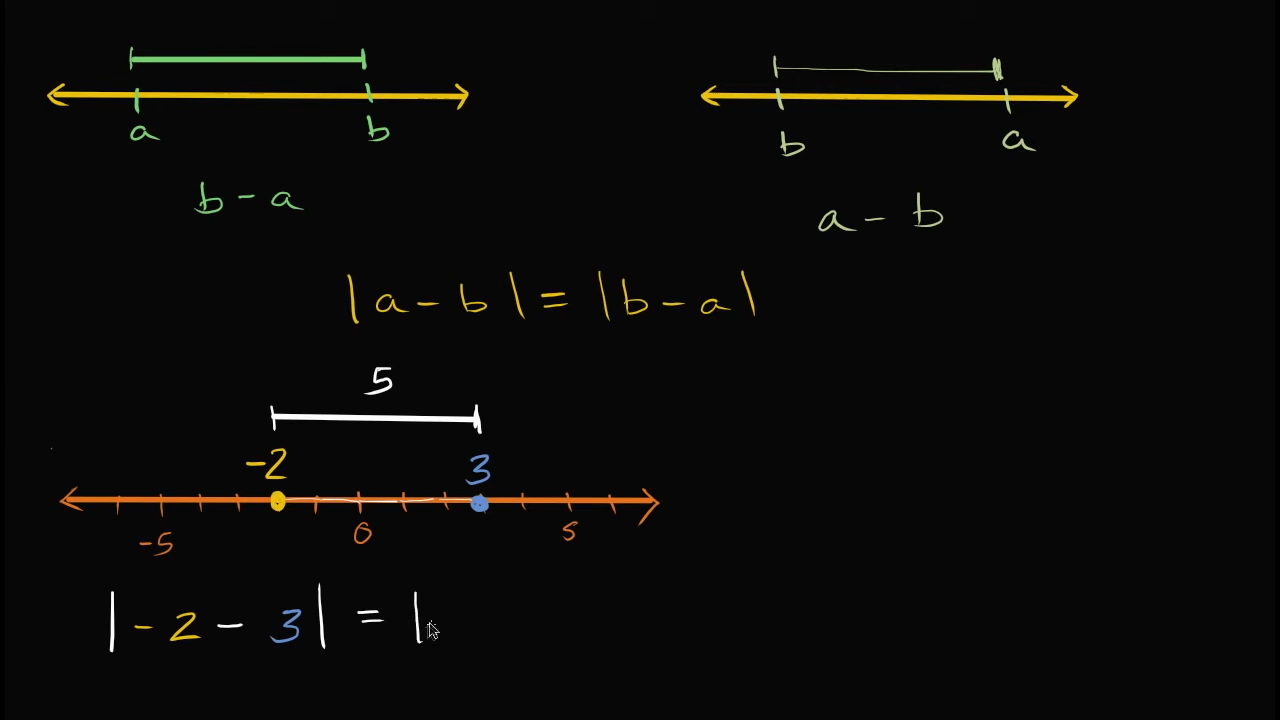 a b
b a
b - a
a - b
|a - b| = |b - a|
5
-2 3
-5 0 5
|-2 - 3| = |